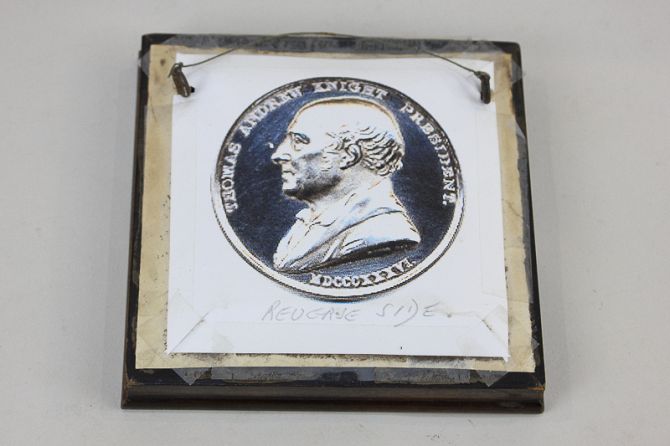 THOMAS ANDREW KNIGHT PRESIDENT.
MDCCCXXXVI
REVERSE SIDE